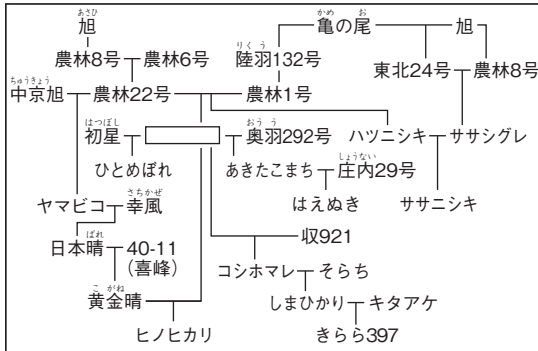 あさひ
旭
りくう
かめ お
亀の尾
旭
農林8号 農林6号
陸羽132号
東北24号 農林8号
ちゅうきょう
中京旭 農林22号 農林1号
はつぼし
初星
おうう
奥羽292号
ハツニシキ ササシグレ
ひとめぼれ
あきたこまち
しょうない
庄内29号
はえぬき
ササニシキ
さちかぜ
ヤマビコ 幸風
ばれ
日本晴 40-11
(喜峰)
収921
コシホマレ そらち
こ がね
黄金晴
しまひかり キタアケ
ヒノヒカリ
きらら397